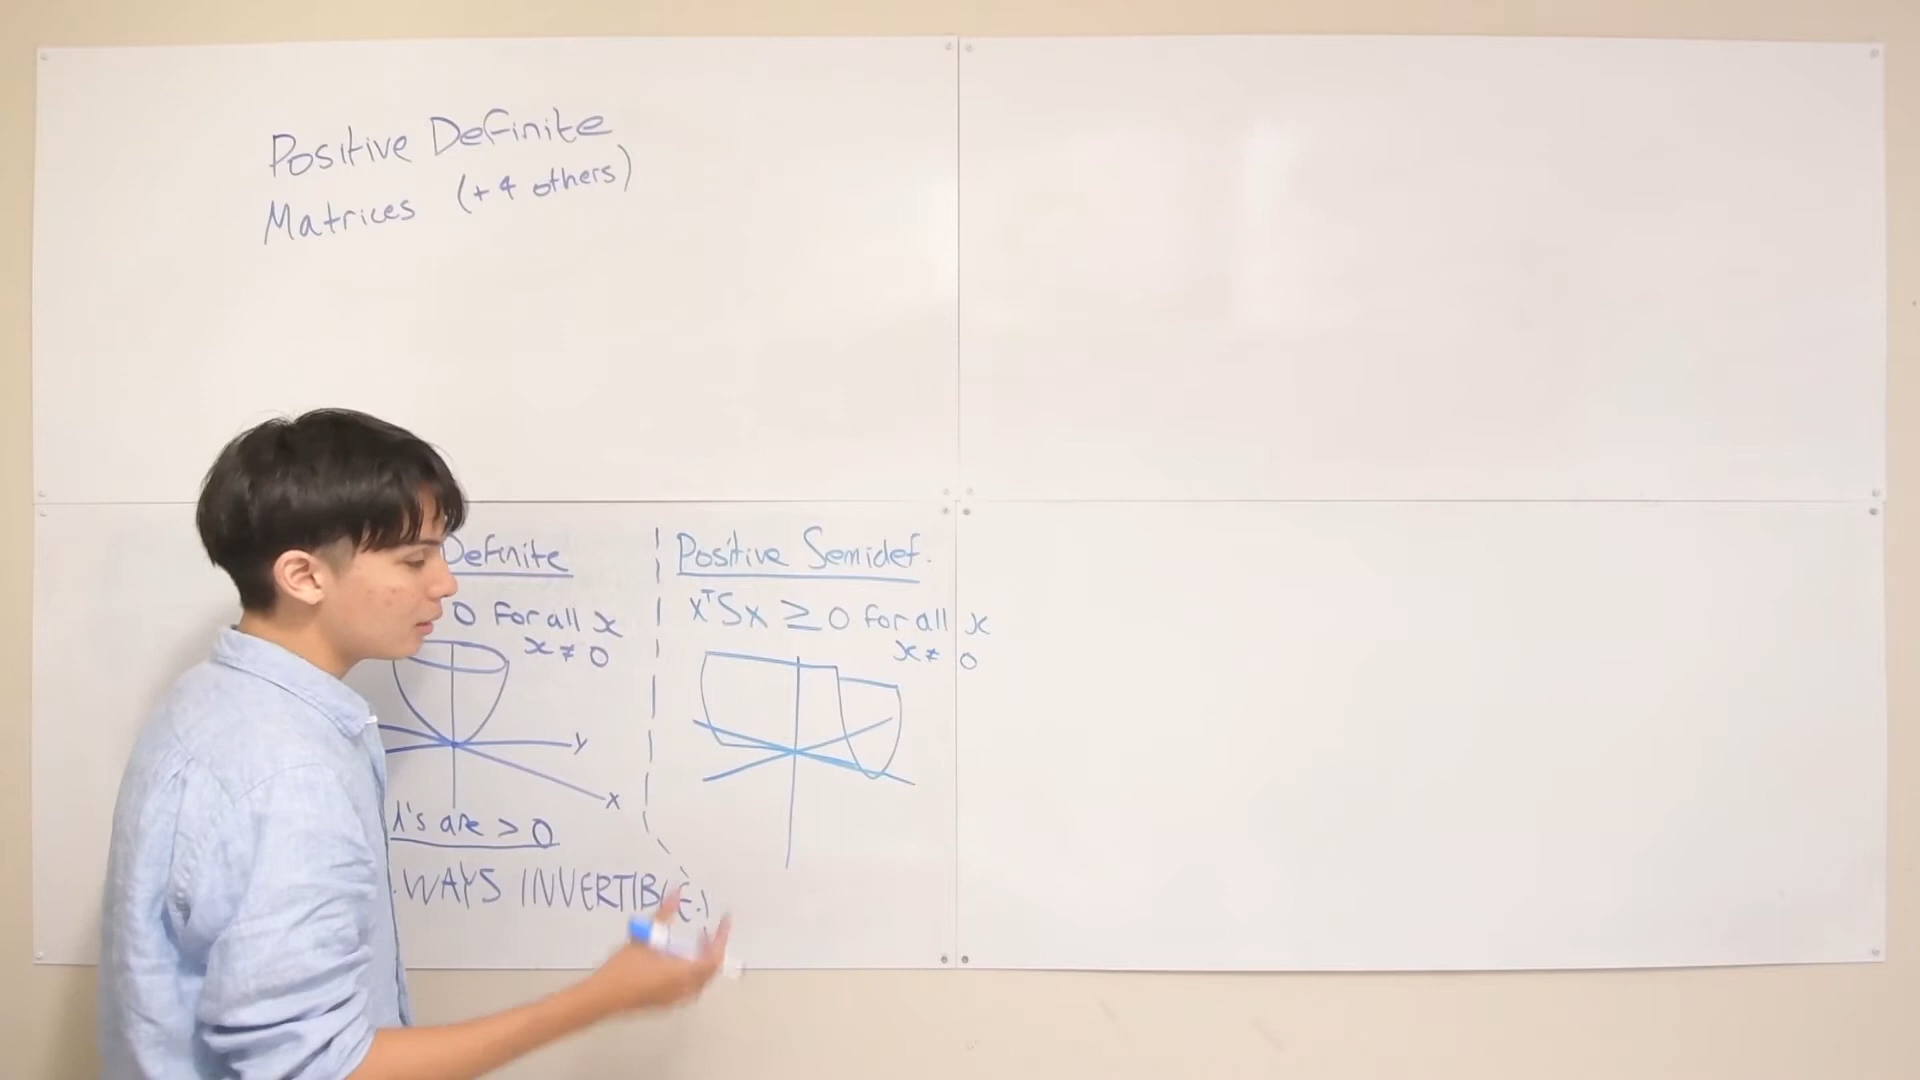 Positive Definite
Matrices (+ 4 others)
Definite
0 for all x
x ≠ 0
y
x
λ's are > 0
WAYS INVERTIBLE!
Positive Semidef.
xᵀSx ≥ 0 for all x
x ≠ 0